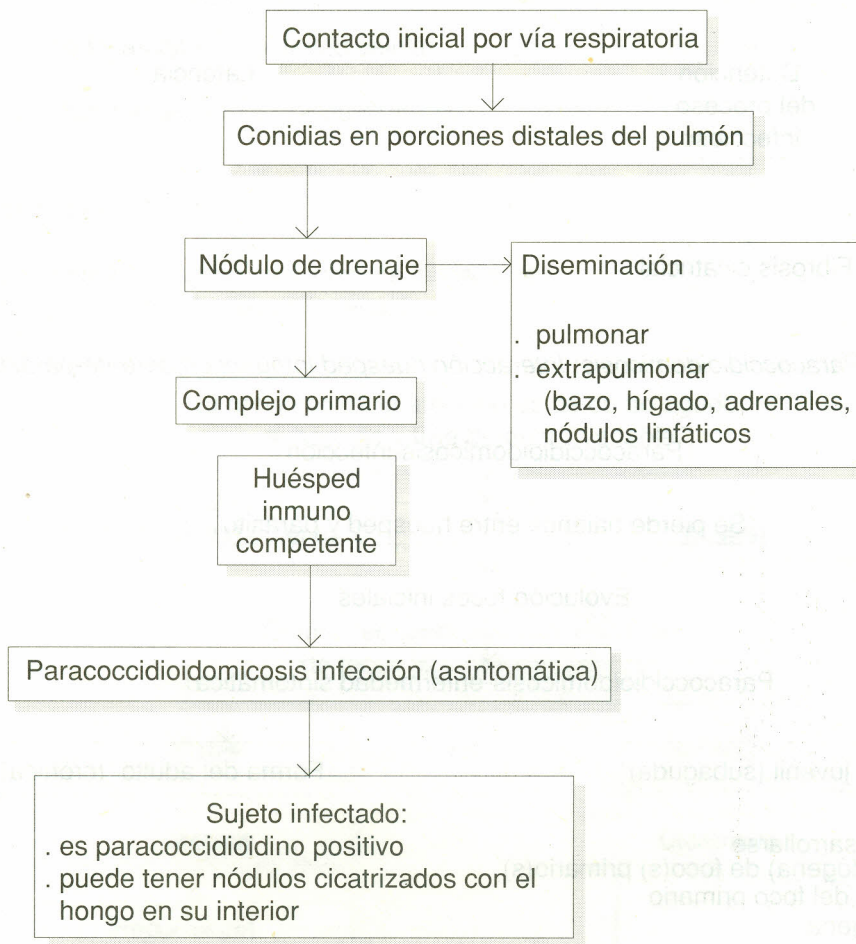 Contacto inicial por vía respiratoria
Conidias en porciones distales del pulmón
Nódulo de drenaje
Diseminación
. pulmonar
. extrapulmonar
(bazo, hígado, adrenales,
nódulos linfáticos
Complejo primario
Huésped
inmuno
competente
Paracoccidioidomicosis infección (asintomática)
Sujeto infectado:
. es paracoccidioidino positivo
. puede tener nódulos cicatrizados con el
hongo en su interior